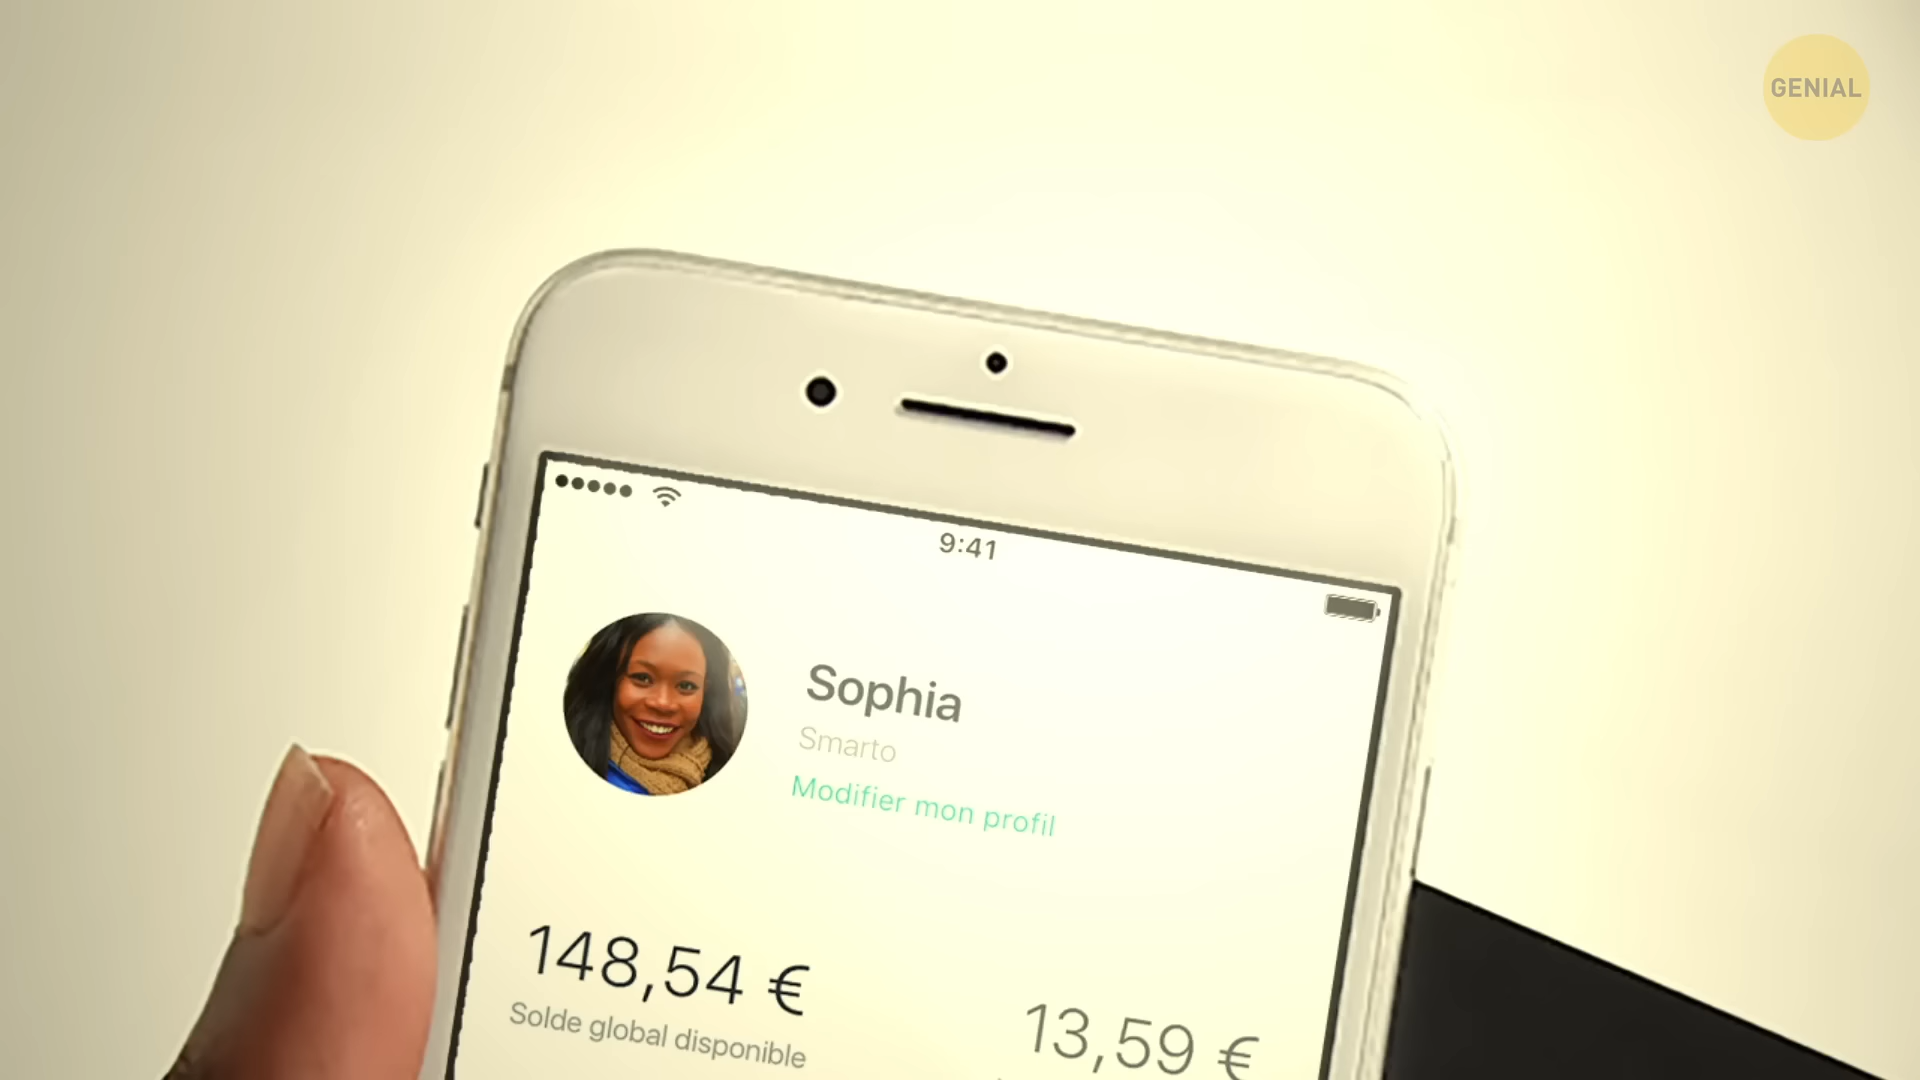 GENIAL
9:41
Sophia
Smarto
Modifier mon profil
148,54 €
Solde global disponible
13,59 €